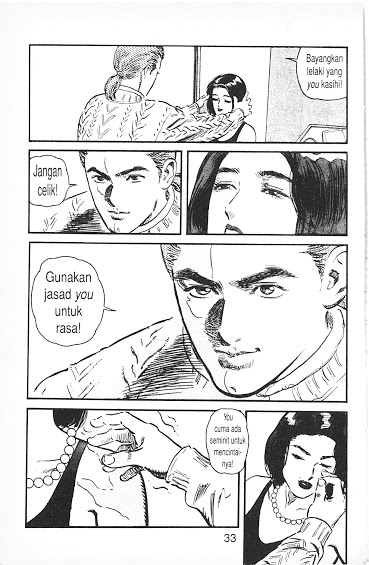 Bayangkan
lelaki yang
you kasihi!
Jangan
celik!
Gunakan
jasad you
untuk
rasa!
You
cuma ada
seminit untuk
mencintai-
nya!
33